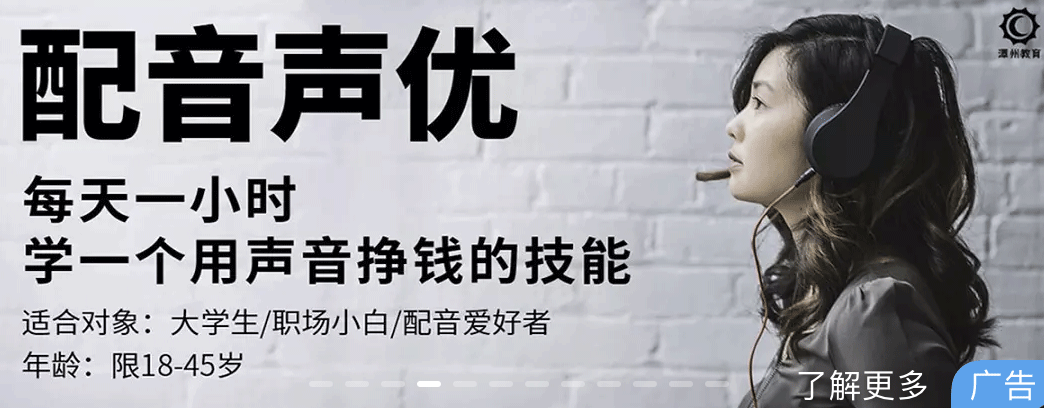 配音声优
潭州教育
每天一小时
学一个用声音挣钱的技能
适合对象：大学生/职场小白/配音爱好者
年龄：限18-45岁
了解更多
广告